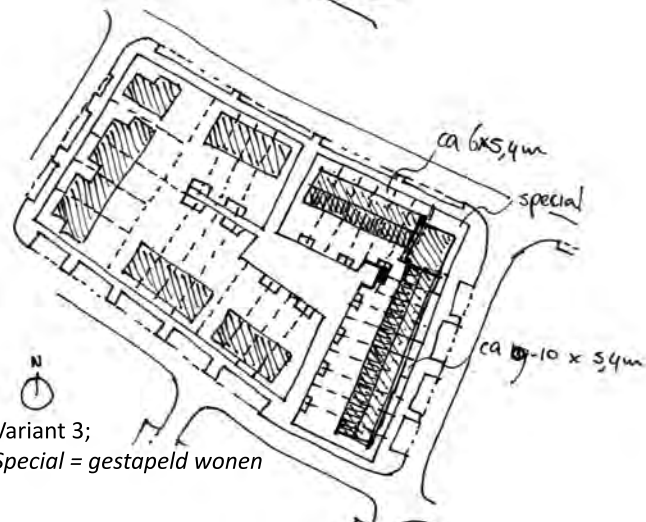 ca 6x5,4m
special
ca 9-10 x 5,4m
N
Variant 3;
Special = gestapeld wonen